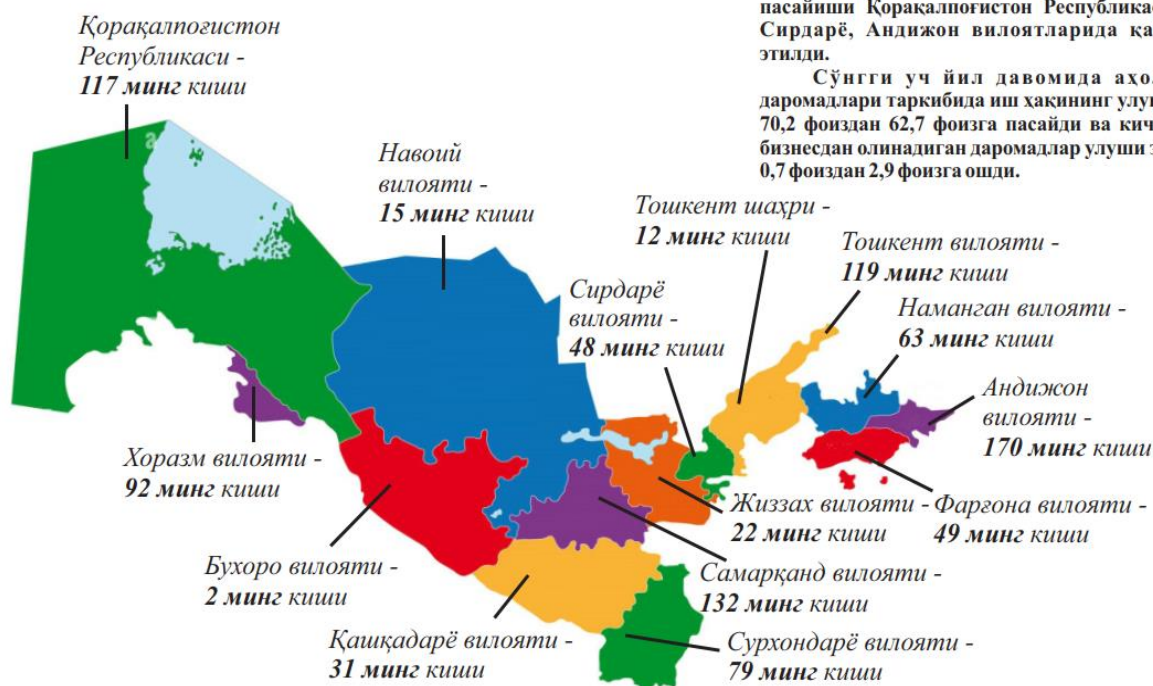 пасайиши Қорақалпоғистон
Сирдарё, Андижон вилоятларида
этилди.
Сўнгги уч йил давомида
даромадлари таркибида иш ҳақининг
70,2 фоиздан 62,7 фоизга пасайди ва
бизнесдан олинадиган даромадлар улуши
0,7 фоиздан 2,9 фоизга ошди.
Қорақалпоғистон
Республикаси -
117 минг киши
Навоий
вилояти -
15 минг киши
Тошкент шаҳри -
12 минг киши
Тошкент вилояти -
119 минг киши
Сирдарё
вилояти -
48 минг киши
Наманган вилояти -
63 минг киши
Андижон
вилояти -
170 минг киши
Хоразм вилояти -
92 минг киши
Жиззах вилояти -
22 минг киши
Фарғона вилояти -
49 минг киши
Бухоро вилояти -
2 минг киши
Самарқанд вилояти -
132 минг киши
Қашқадарё вилояти -
31 минг киши
Сурхондарё вилояти -
79 минг киши